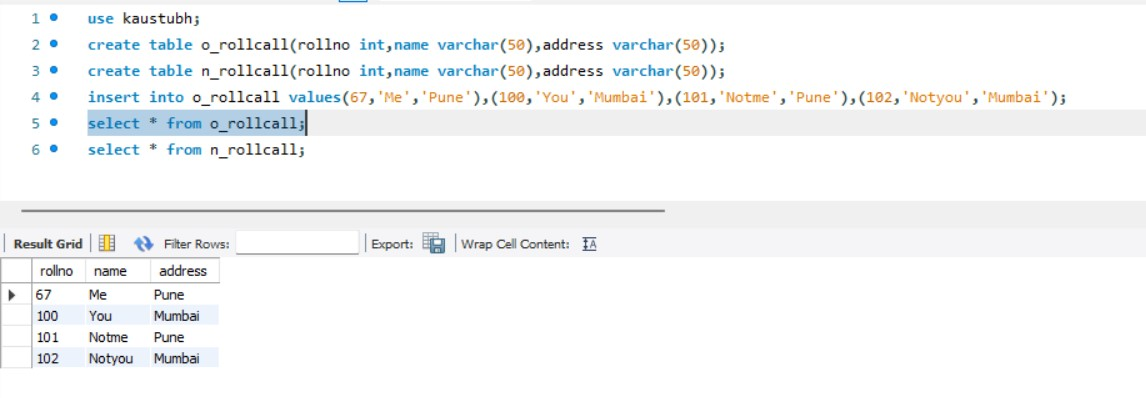 1 use kaustubh;
2 create table o_rollcall(rollno int,name varchar(50),address varchar(50));
3 create table n_rollcall(rollno int,name varchar(50),address varchar(50));
4 insert into o_rollcall values(67,'Me','Pune'),(100,'You','Mumbai'),(101,'Notme','Pune'),(102,'Notyou','Mumbai');
5 select * from o_rollcall;
6 select * from n_rollcall;
Result Grid Filter Rows: Export: Wrap Cell Content: IA
rollno name address
67 Me Pune
100 You Mumbai
101 Notme Pune
102 Notyou Mumbai